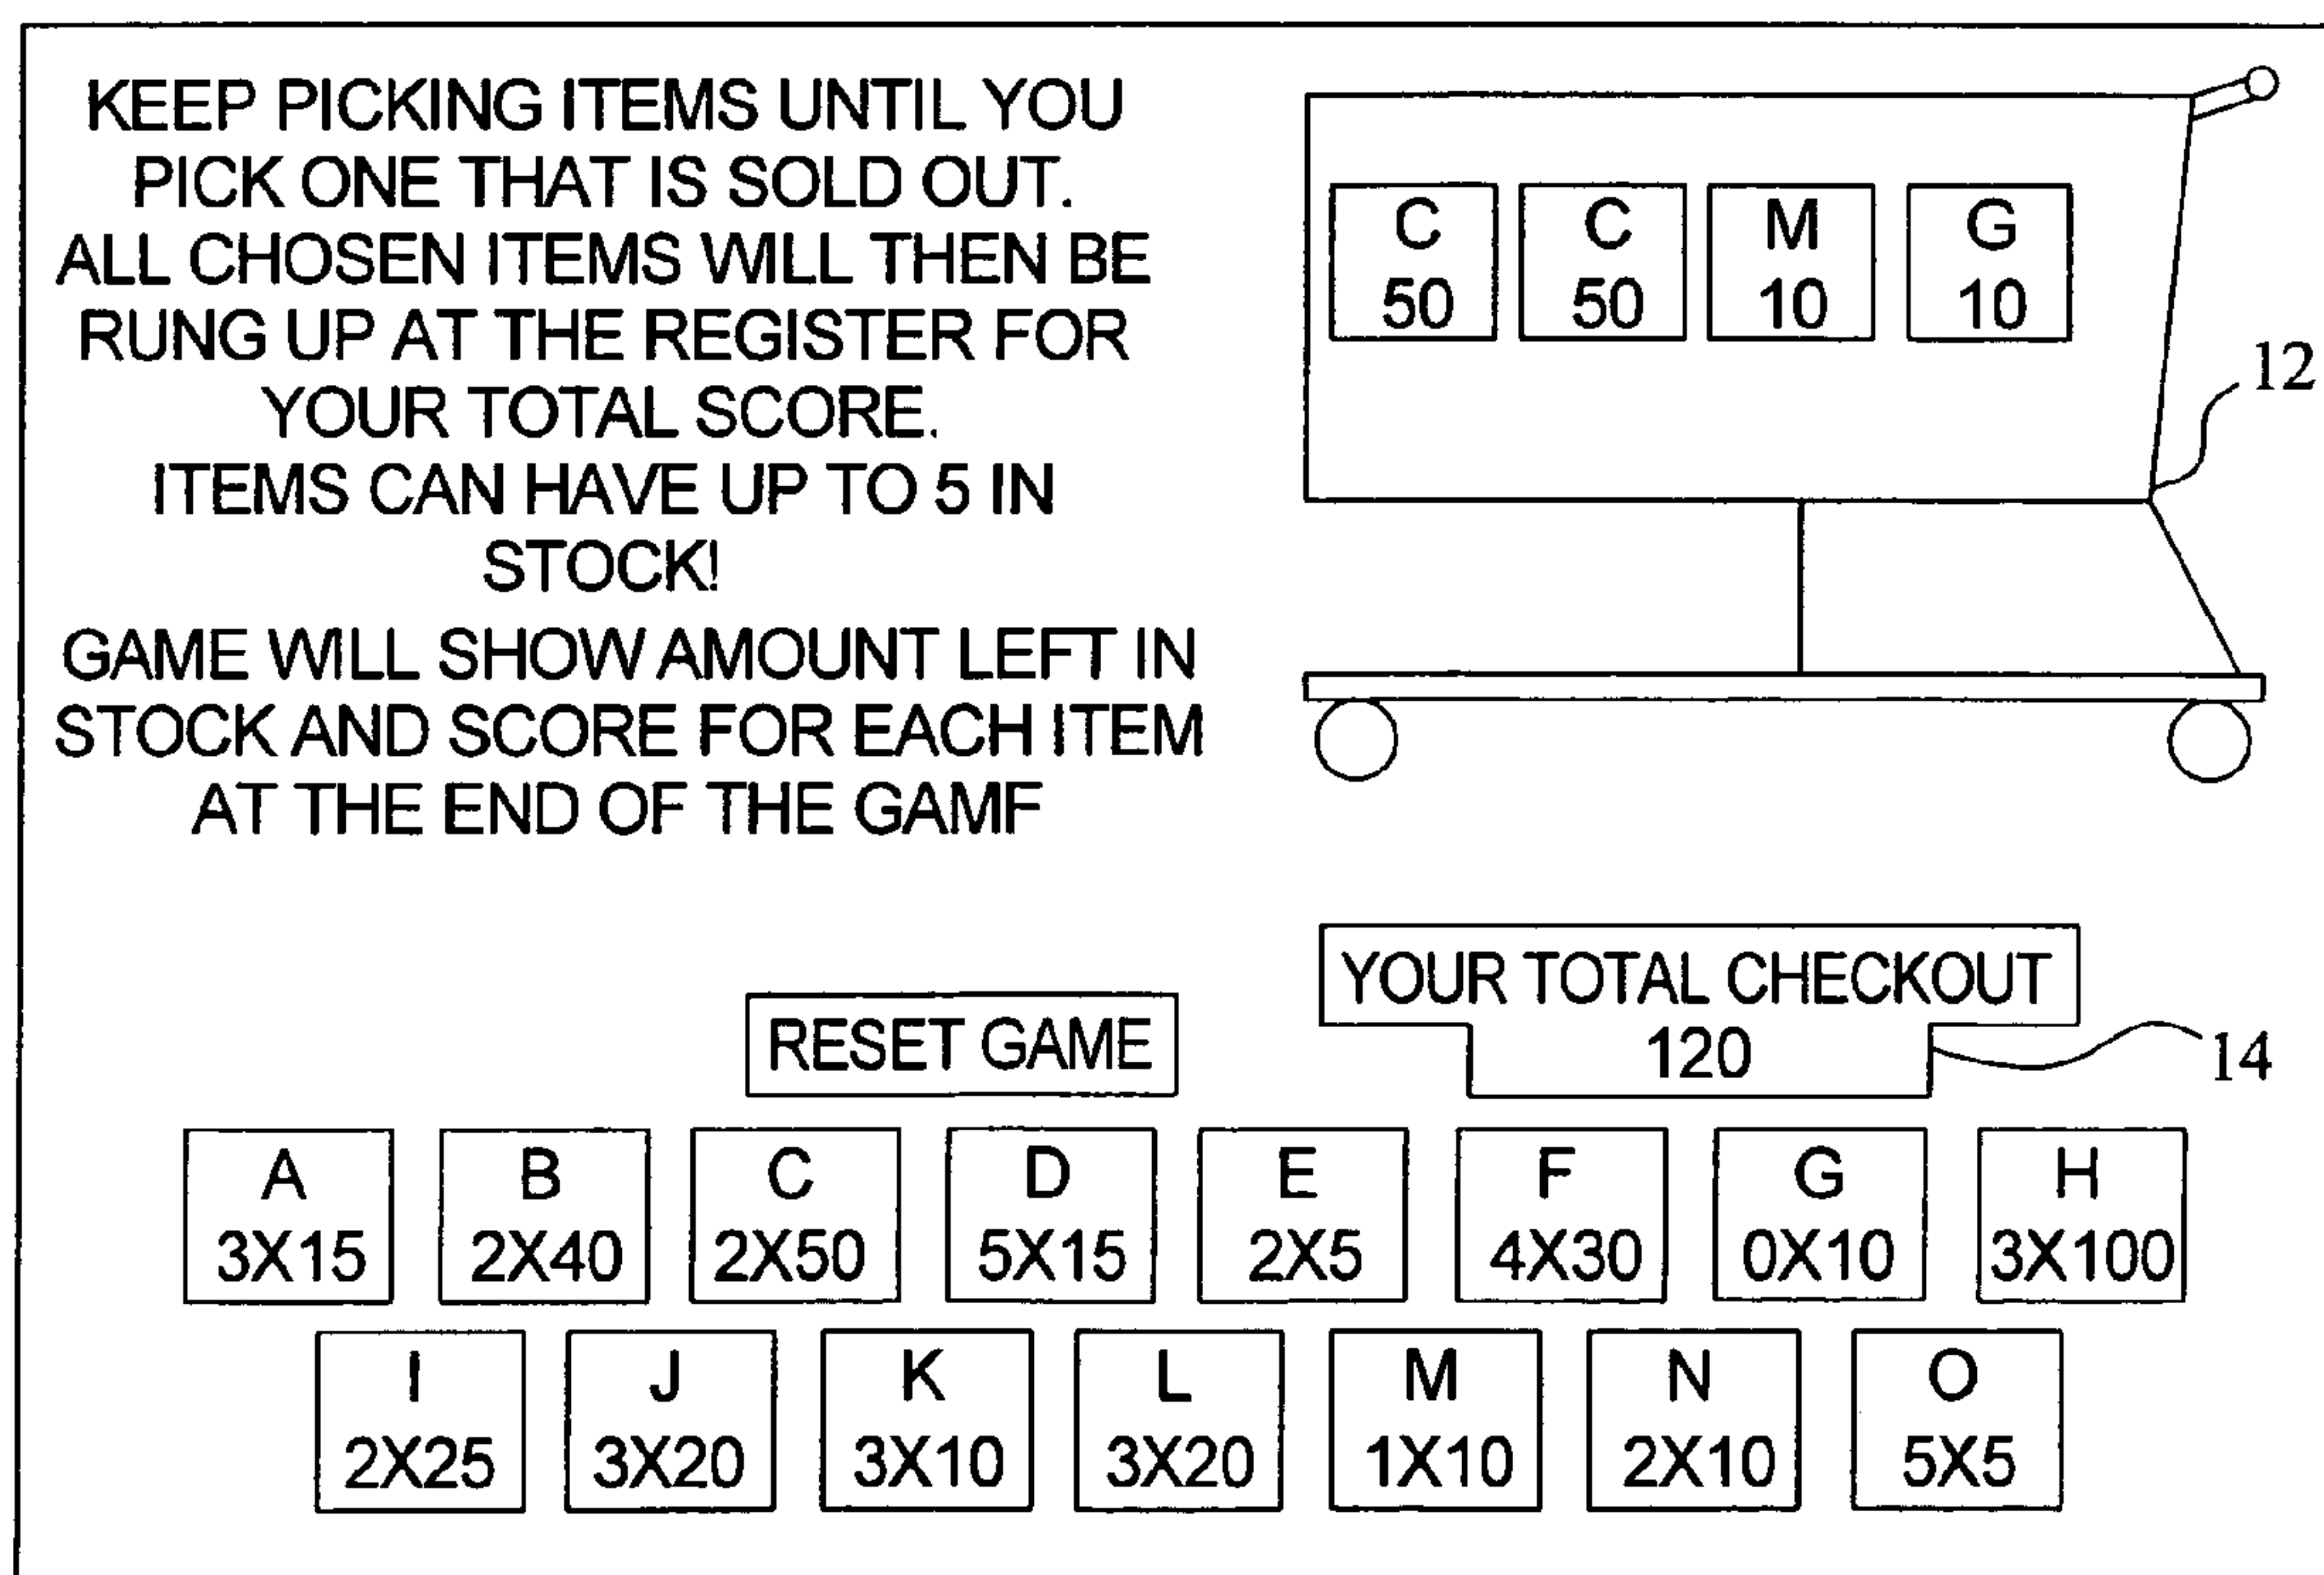 KEEP PICKING ITEMS UNTIL YOU
PICK ONE THAT IS SOLD OUT.
ALL CHOSEN ITEMS WILL THEN BE
RUNG UP AT THE REGISTER FOR
YOUR TOTAL SCORE.
ITEMS CAN HAVE UP TO 5 IN
STOCK!
GAME WILL SHOW AMOUNT LEFT IN
STOCK AND SCORE FOR EACH ITEM
AT THE END OF THE GAMF
C C M G
50 50 10 10
12
YOUR TOTAL CHECKOUT
120
14
RESET GAME
A B C D E F G H
3X15 2X40 2X50 5X15 2X5 4X30 0X10 3X100
I J K L M N O
2X25 3X20 3X10 3X20 1X10 2X10 5X5